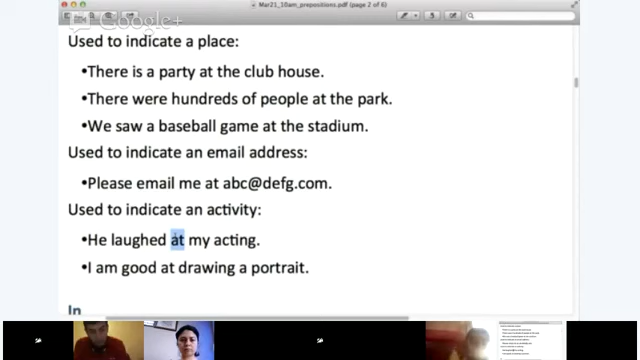 Mar21_10am_prepositions.pdf (page 2 of 6)
Google+
Used to indicate a place:
•There is a party at the club house.
•There were hundreds of people at the park.
•We saw a baseball game at the stadium.
Used to indicate an email address:
•Please email me at abc@defg.com.
Used to indicate an activity:
•He laughed at my acting.
•I am good at drawing a portrait.
In